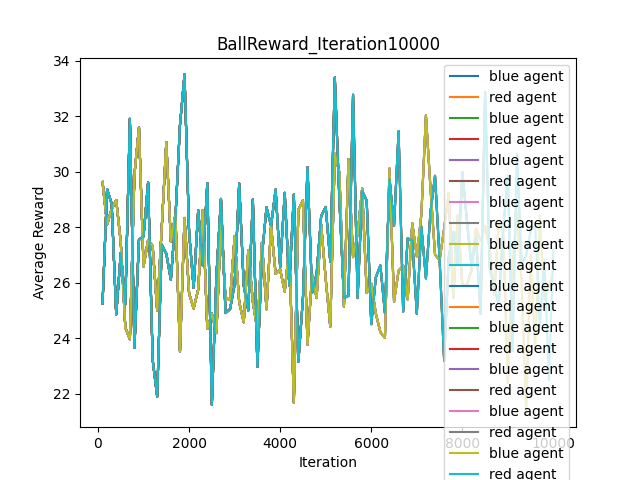 BallReward_Iteration10000
Average Reward
34
32
30
28
26
24
22
0
2000
4000
6000
8000
10000
Iteration
blue agent
red agent
blue agent
red agent
blue agent
red agent
blue agent
red agent
blue agent
red agent
blue agent
red agent
blue agent
red agent
blue agent
red agent
blue agent
red agent
blue agent
red agent